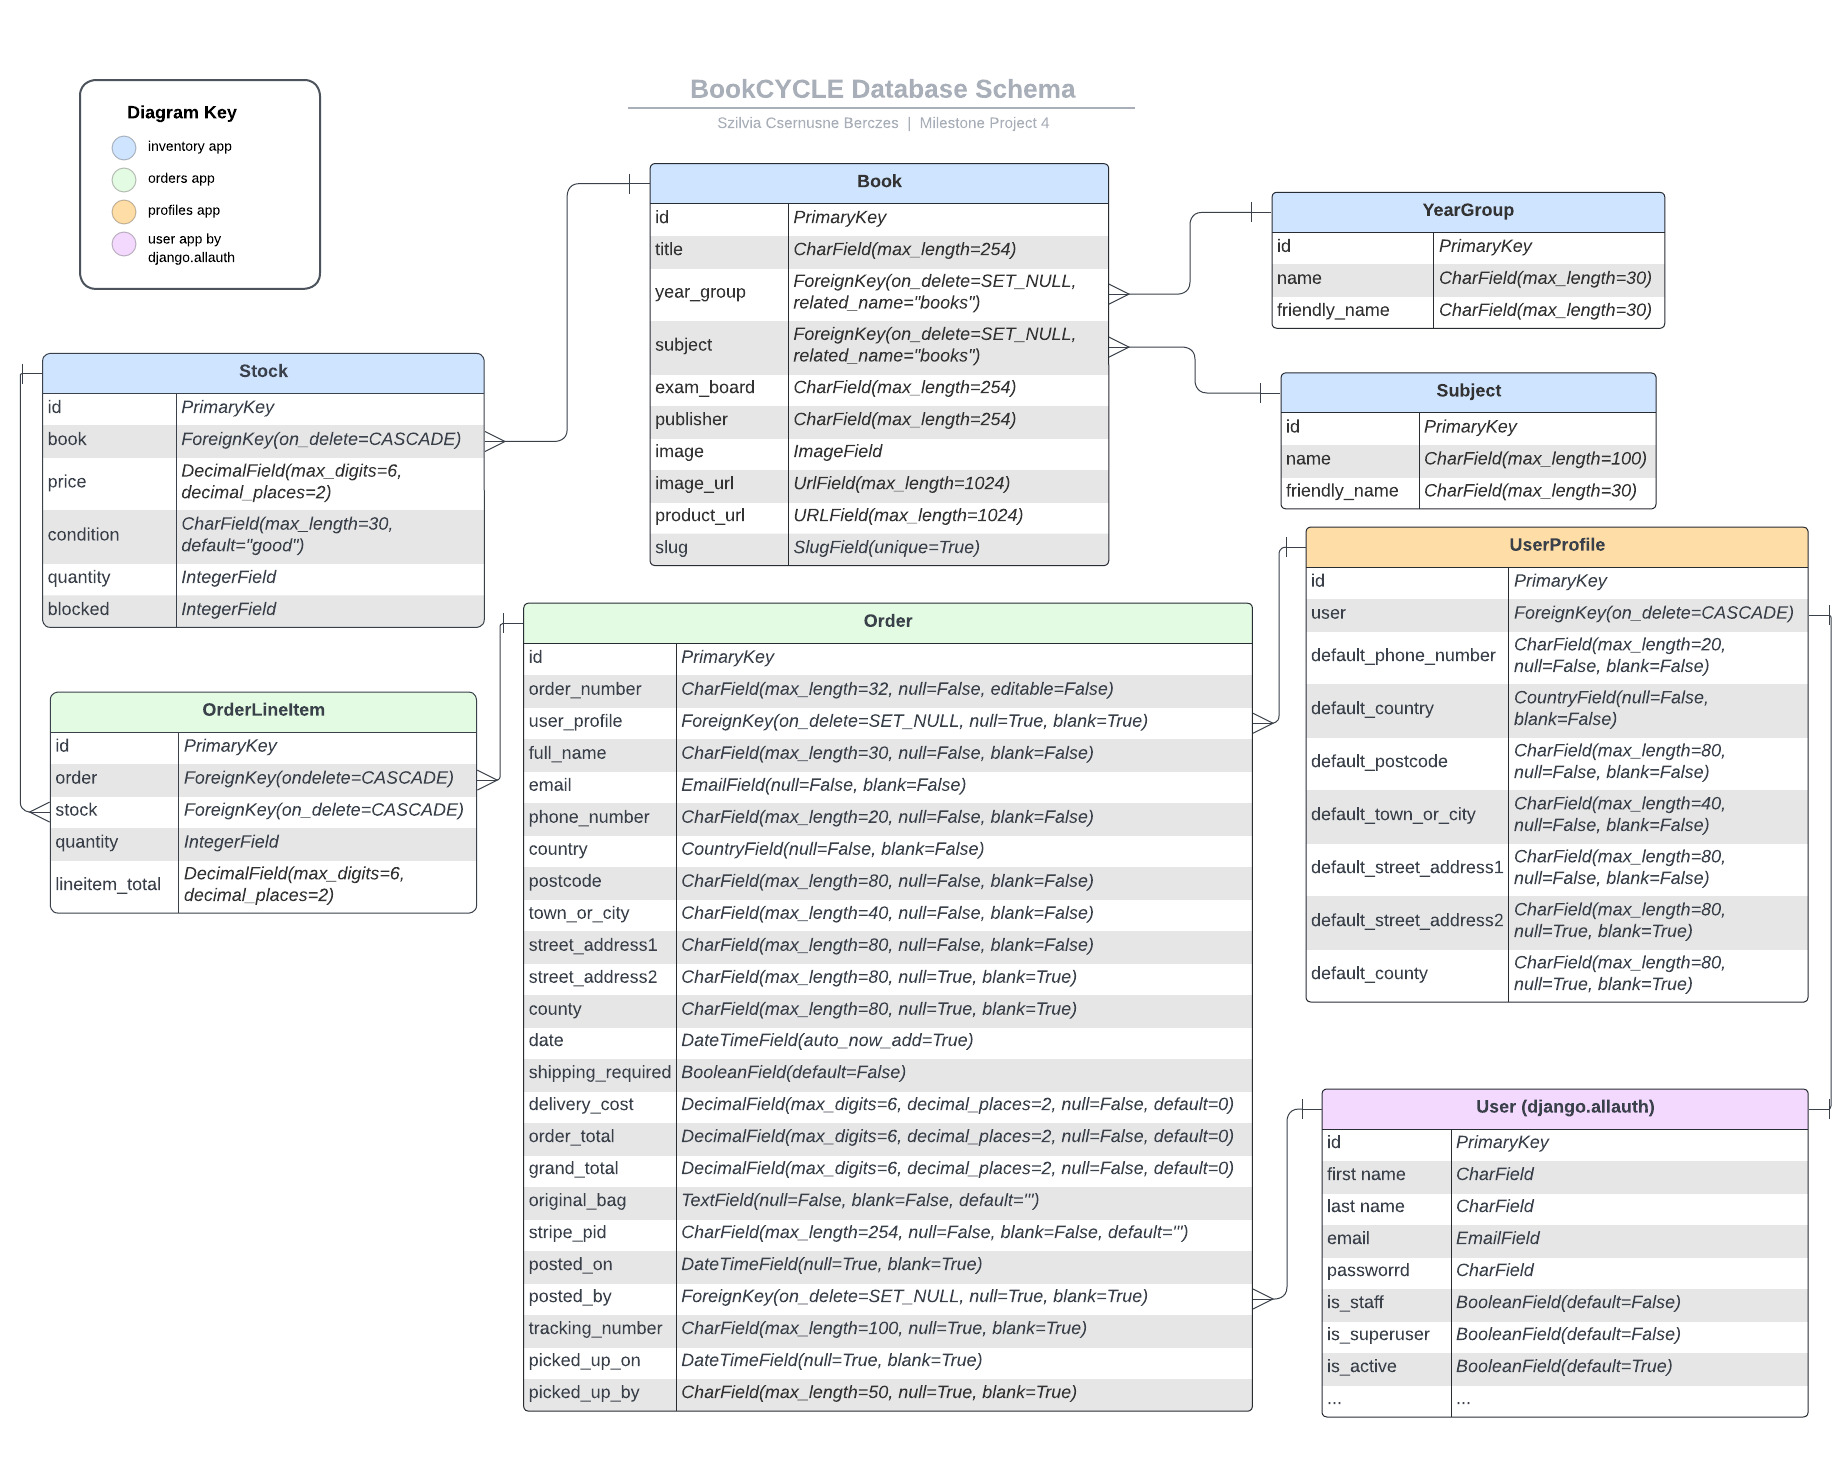 BookCYCLE Database Schema
Szilvia Csernusne Berczes | Milestone Project 4
Diagram Key
inventory app
orders app
profiles app
user app by
django.allauth
Book
id PrimaryKey
title CharField(max_length=254)
year_group ForeignKey(on_delete=SET_NULL,
related_name="books")
subject ForeignKey(on_delete=SET_NULL,
related_name="books")
exam_board CharField(max_length=254)
publisher CharField(max_length=254)
image ImageField
image_url UrlField(max_length=1024)
product_url URLField(max_length=1024)
slug SlugField(unique=True)
YearGroup
id PrimaryKey
name CharField(max_length=30)
friendly_name CharField(max_length=30)
Subject
id PrimaryKey
name CharField(max_length=100)
friendly_name CharField(max_length=30)
Stock
id PrimaryKey
book ForeignKey(on_delete=CASCADE)
price DecimalField(max_digits=6,
decimal_places=2)
condition CharField(max_length=30,
default="good")
quantity IntegerField
blocked IntegerField
OrderLineItem
id PrimaryKey
order ForeignKey(ondelete=CASCADE)
stock ForeignKey(on_delete=CASCADE)
quantity IntegerField
lineitem_total DecimalField(max_digits=6,
decimal_places=2)
Order
id PrimaryKey
order_number CharField(max_length=32, null=False, editable=False)
user_profile ForeignKey(on_delete=SET_NULL, null=True, blank=True)
full_name CharField(max_length=30, null=False, blank=False)
email EmailField(null=False, blank=False)
phone_number CharField(max_length=20, null=False, blank=False)
country CountryField(null=False, blank=False)
postcode CharField(max_length=80, null=False, blank=False)
town_or_city CharField(max_length=40, null=False, blank=False)
street_address1 CharField(max_length=80, null=False, blank=False)
street_address2 CharField(max_length=80, null=True, blank=True)
county CharField(max_length=80, null=True, blank=True)
date DateTimeField(auto_now_add=True)
shipping_required BooleanField(default=False)
delivery_cost DecimalField(max_digits=6, decimal_places=2, null=False, default=0)
order_total DecimalField(max_digits=6, decimal_places=2, null=False, default=0)
grand_total DecimalField(max_digits=6, decimal_places=2, null=False, default=0)
original_bag TextField(null=False, blank=False, default='')
stripe_pid CharField(max_length=254, null=False, blank=False, default='')
posted_on DateTimeField(null=True, blank=True)
posted_by ForeignKey(on_delete=SET_NULL, null=True, blank=True)
tracking_number CharField(max_length=100, null=True, blank=True)
picked_up_on DateTimeField(null=True, blank=True)
picked_up_by CharField(max_length=50, null=True, blank=True)
UserProfile
id PrimaryKey
user ForeignKey(on_delete=CASCADE)
default_phone_number CharField(max_length=20,
null=False, blank=False)
default_country CountryField(null=False,
blank=False)
default_postcode CharField(max_length=80,
null=False, blank=False)
default_town_or_city CharField(max_length=40,
null=False, blank=False)
default_street_address1 CharField(max_length=80,
null=False, blank=False)
default_street_address2 CharField(max_length=80,
null=True, blank=True)
default_county CharField(max_length=80,
null=True, blank=True)
User (django.allauth)
id PrimaryKey
first name CharField
last name CharField
email EmailField
passworrd CharField
is_staff BooleanField(default=False)
is_superuser BooleanField(default=False)
is_active BooleanField(default=True)
... ...